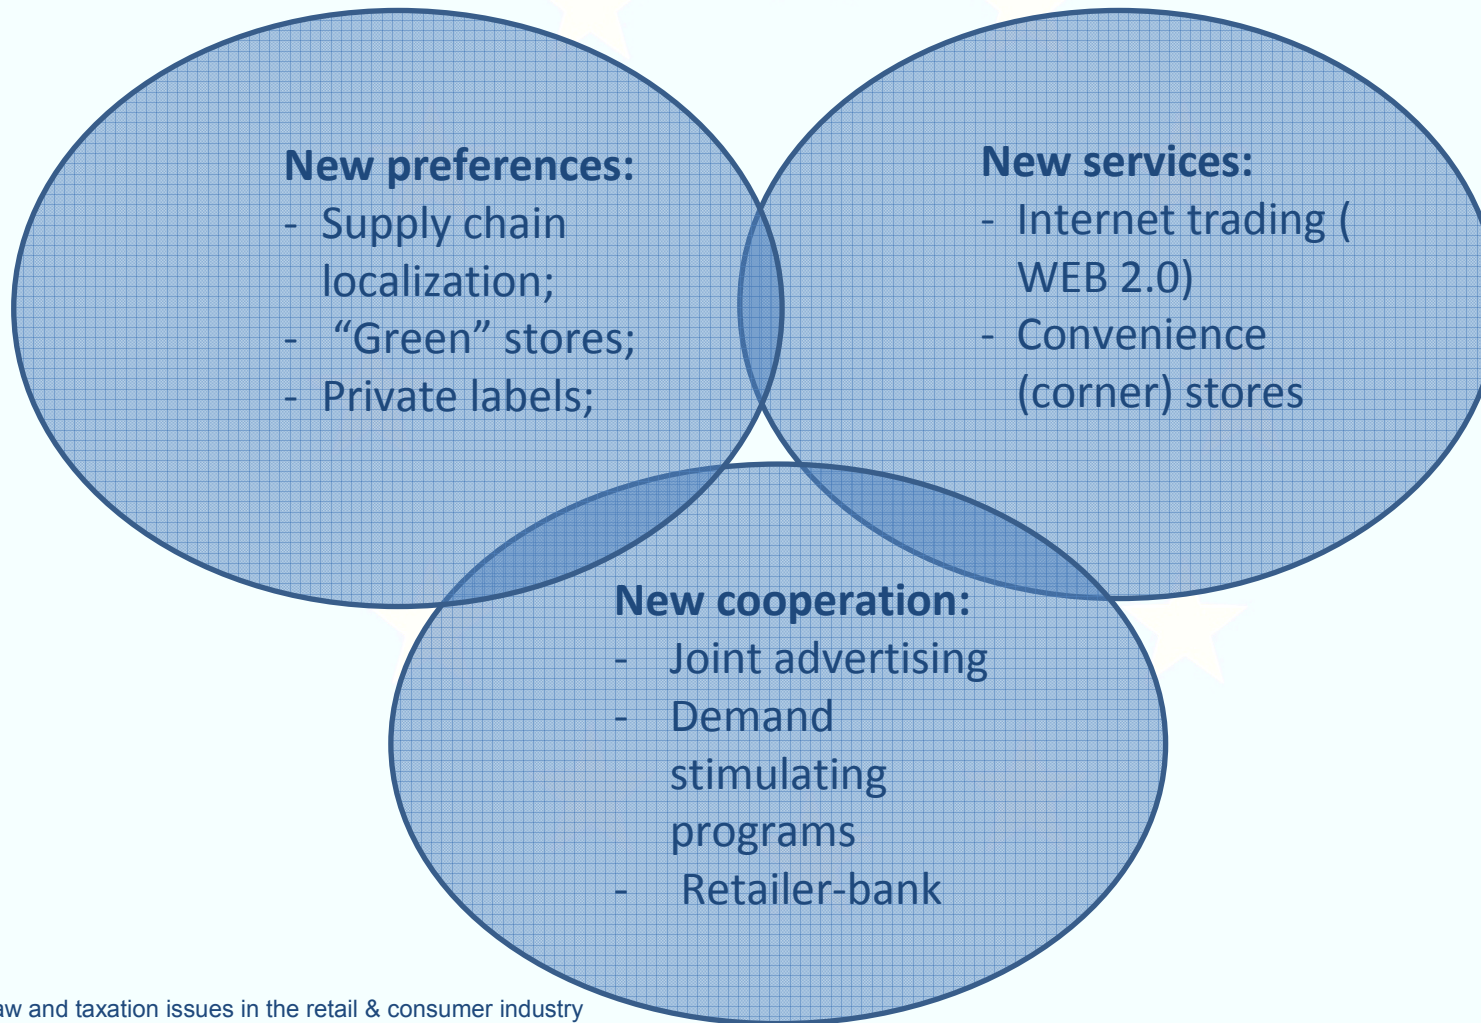 New preferences:
- Supply chain
localization;
- “Green” stores;
- Private labels;
New services:
- Internet trading (
WEB 2.0)
- Convenience
(corner) stores
New cooperation:
- Joint advertising
- Demand
stimulating
programs
- Retailer-bank
aw and taxation issues in the retail & consumer industry